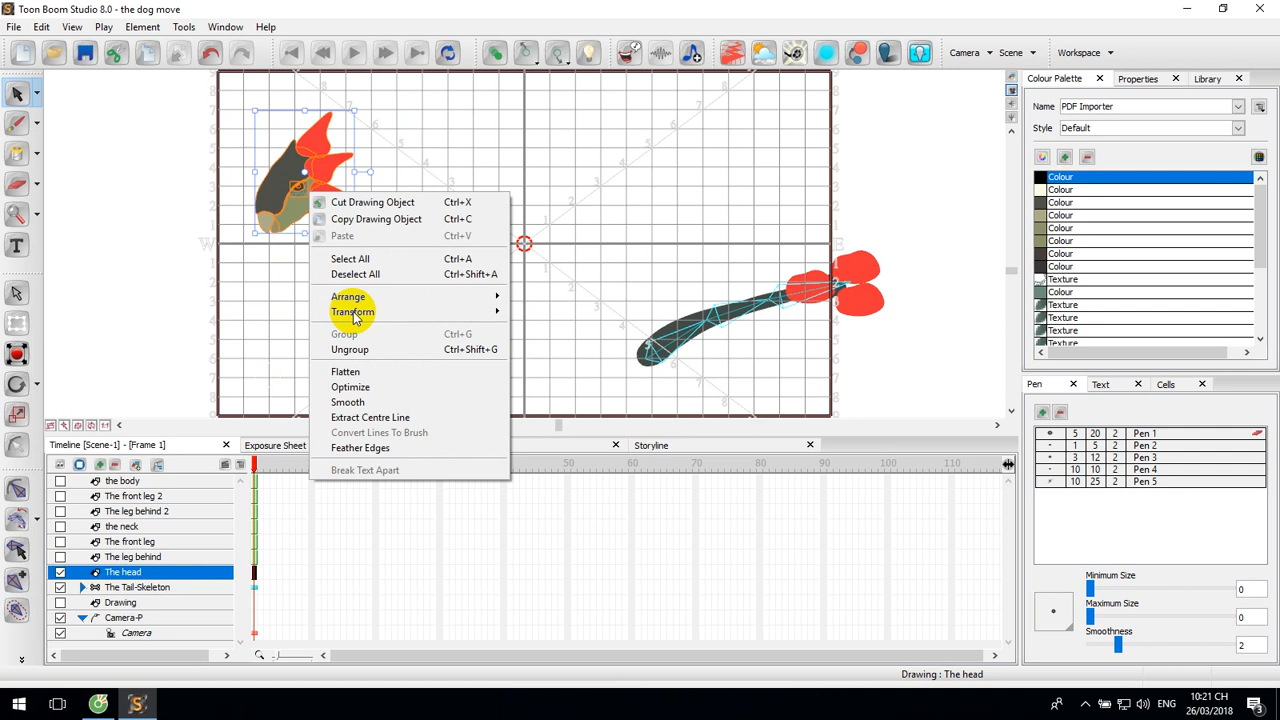 Toon Boom Studio 8.0 - the dog move
File Edit View Play Element Tools Window Help
Camera Scene Workspace
Colour Palette Properties Library
Name PDF Importer
Style Default
Colour
Colour
Colour
Colour
Colour
Colour
Colour
Colour
Texture
Colour
Texture
Texture
Texture
Texture
Cut Drawing Object Ctrl+X
Copy Drawing Object Ctrl+C
Paste Ctrl+V
Select All Ctrl+A
Deselect All Ctrl+Shift+A
Arrange
Transform
Group Ctrl+G
Ungroup Ctrl+Shift+G
Flatten
Optimize
Smooth
Extract Centre Line
Convert Lines To Brush
Feather Edges
Break Text Apart
W
E
Pen Text Cells
5 20 2 Pen 1
5 10 2 Pen 2
3 12 2 Pen 3
10 10 2 Pen 4
10 25 2 Pen 5
Minimum Size
0
Maximum Size
0
Smoothness
2
Timeline [Scene-1] - [Frame 1] Exposure Sheet Storyline
50 60 70 80 90 100 110
the body
The front leg 2
The leg behind 2
the neck
The front leg
The leg behind
The head
The Tail-Skeleton
Drawing
Camera-P
Camera
Drawing : The head
ENG
10:21 CH
26/03/2018
3